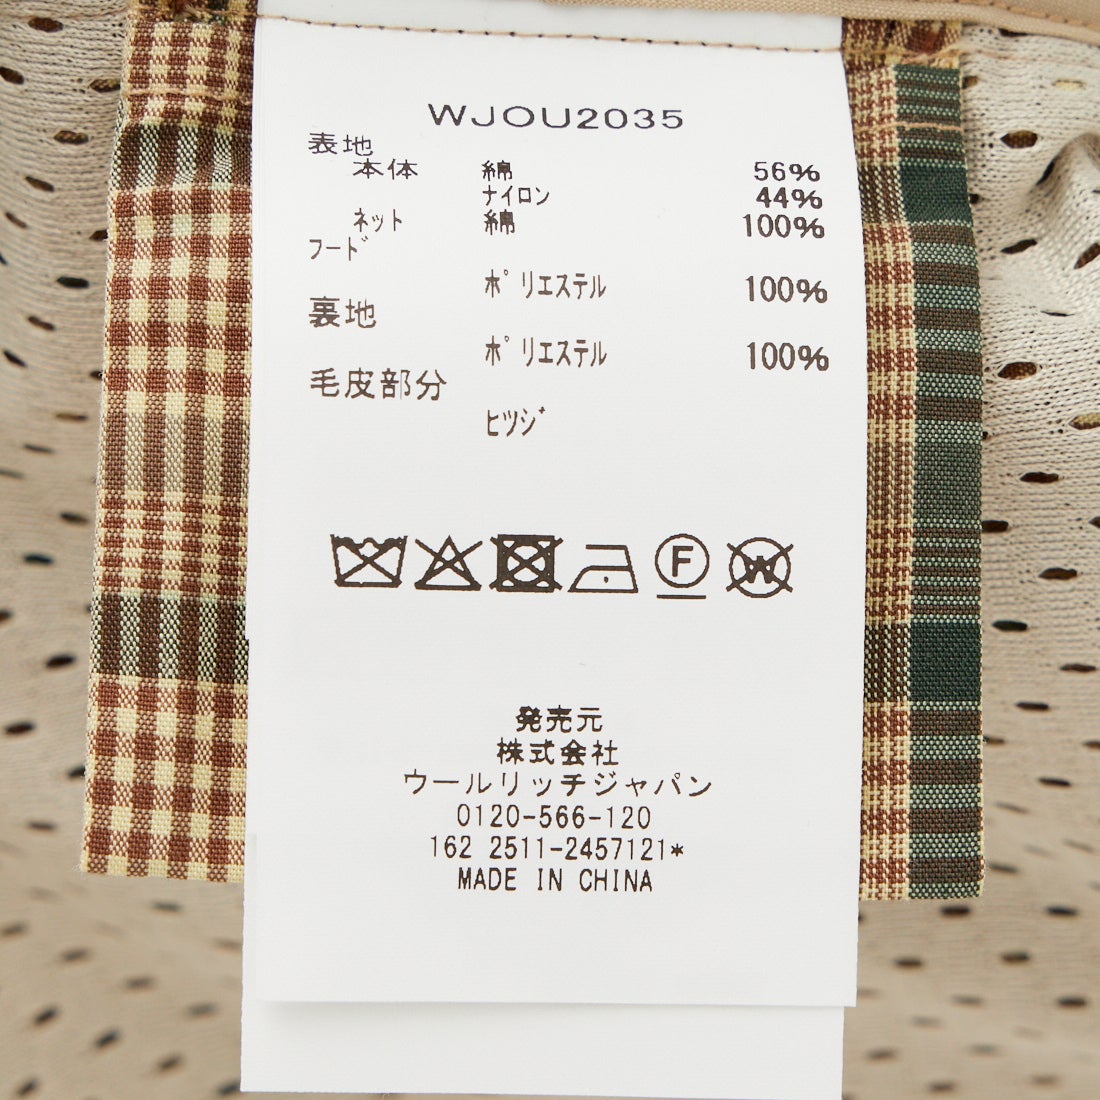 WJOU2035
表地
本体 綿 56%
ナイロン 44%
ネット 綿 100%
フード
ポリエステル 100%
裏地
ポリエステル 100%
毛皮部分
ヒツジ
F
W
発売元
株式会社
ウールリッチジャパン
0120-566-120
162 2511-2457121*
MADE IN CHINA